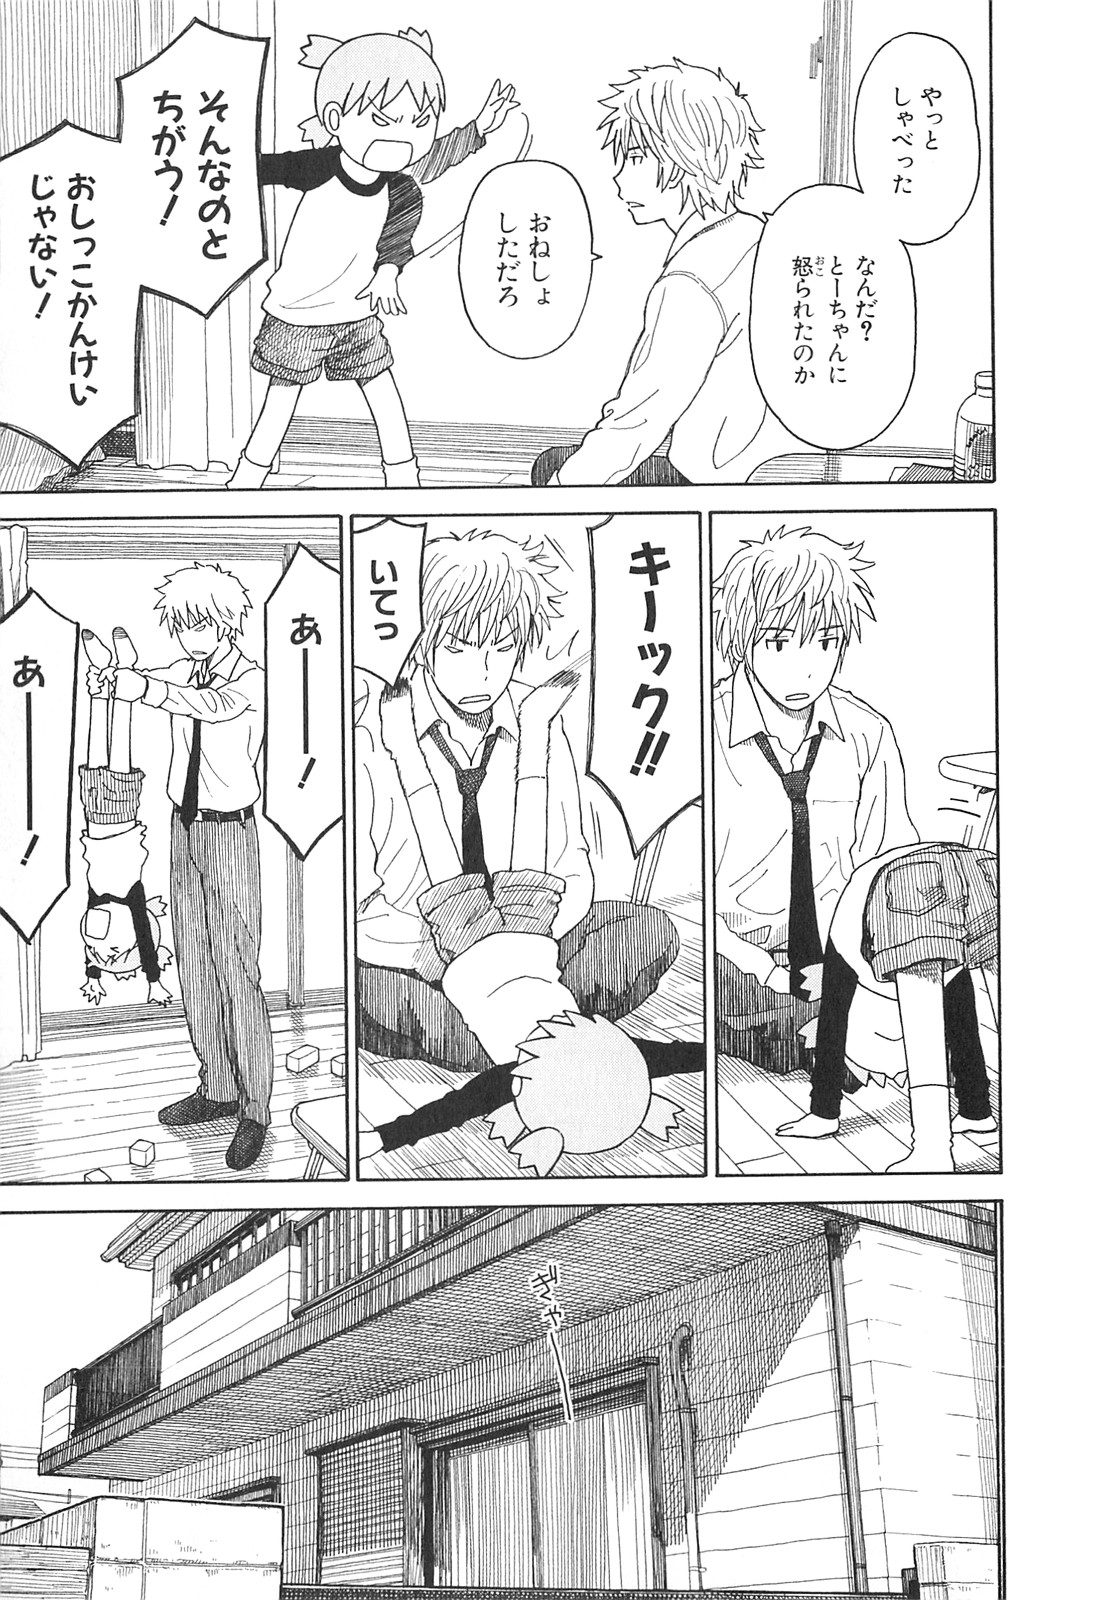 やっと
しゃべった
なんだ?
とーちゃんに
怒られたのか
おこ
おねしょ
しただろ
そんなのと
ちがう!
おしっこかんけい
じゃない!
キーック!!
いてっ
あー!
あー!
ぎゃー